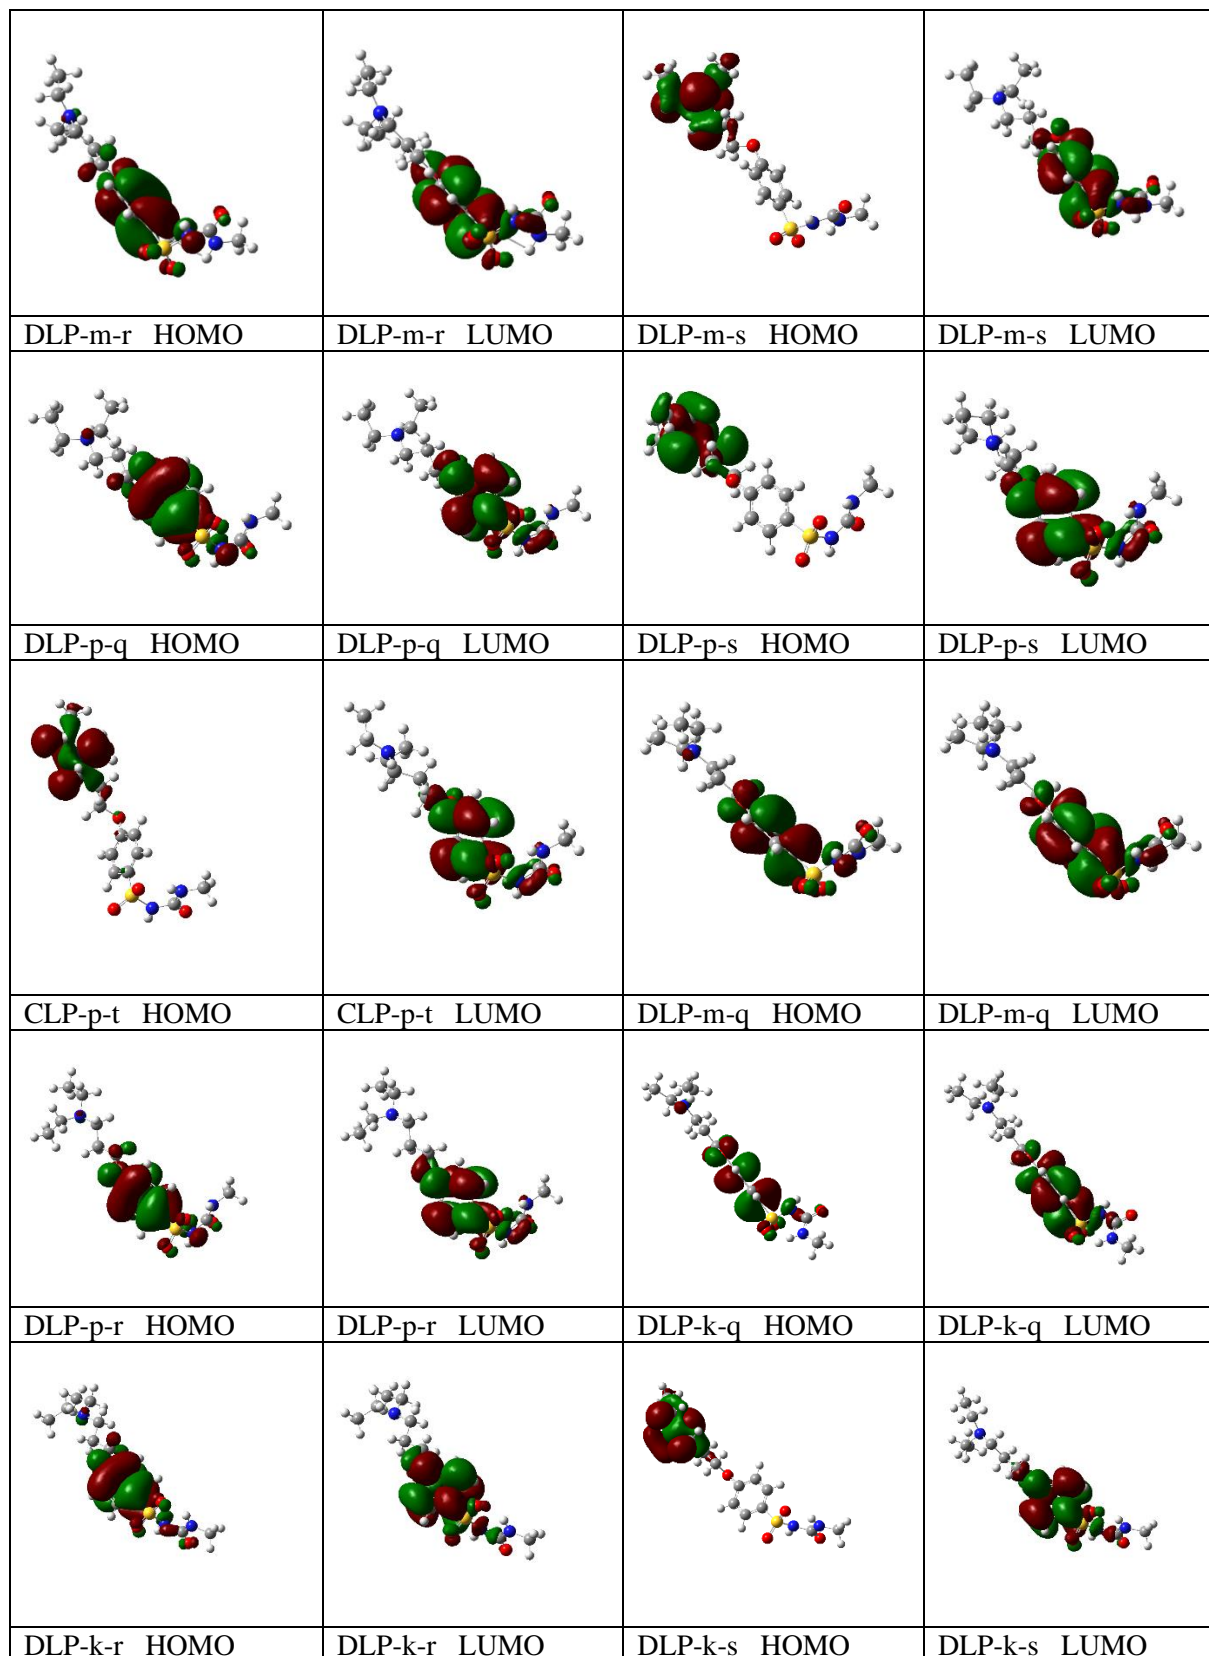 DLP-m-r HOMO DLP-m-r LUMO DLP-m-s HOMO DLP-m-s LUMO
DLP-p-q HOMO DLP-p-q LUMO DLP-p-s HOMO DLP-p-s LUMO
CLP-p-t HOMO CLP-p-t LUMO DLP-m-q HOMO DLP-m-q LUMO
DLP-p-r HOMO DLP-p-r LUMO DLP-k-q HOMO DLP-k-q LUMO
DLP-k-r HOMO DLP-k-r LUMO DLP-k-s HOMO DLP-k-s LUMO